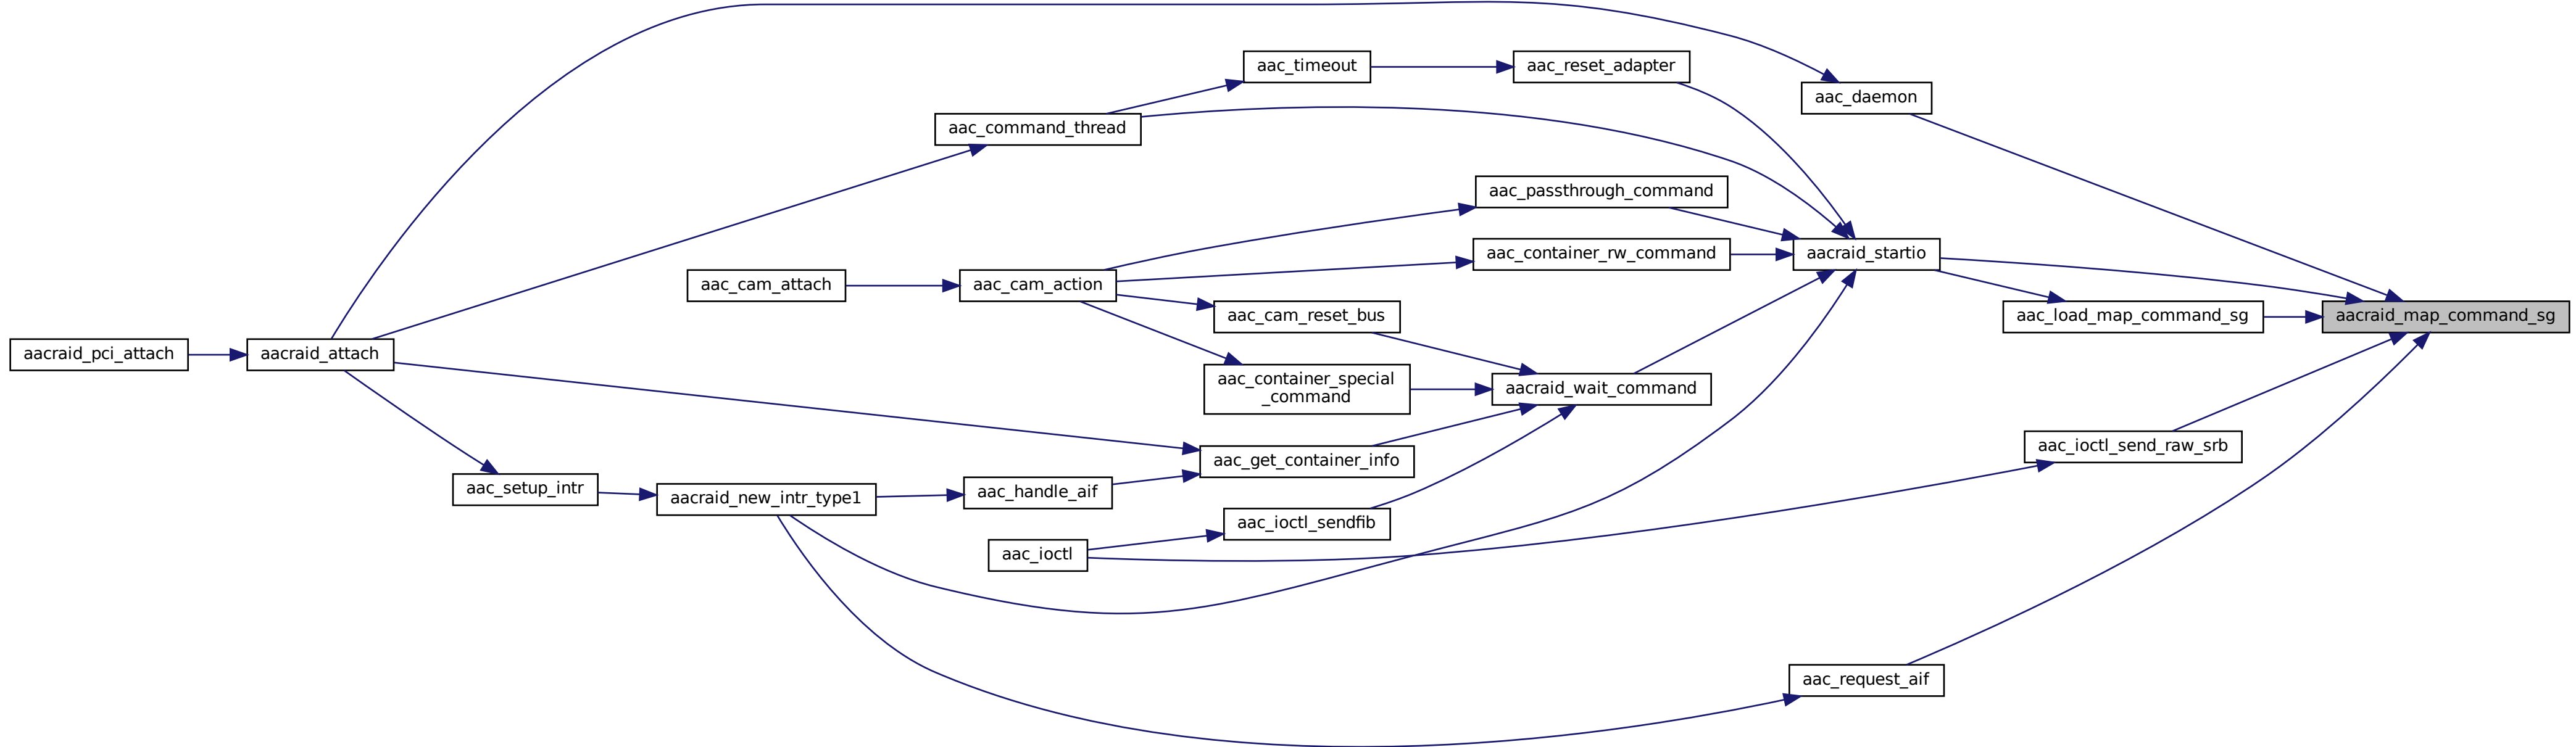 aac_timeout
aac_reset_adapter
aac_daemon
aac_command_thread
aac_passthrough_command
aac_container_rw_command
aacraid_startio
aac_cam_attach
aac_cam_action
aac_cam_reset_bus
aac_load_map_command_sg
aacraid_map_command_sg
aacraid_pci_attach
aacraid_attach
aac_container_special
_command
aacraid_wait_command
aac_get_container_info
aac_ioctl_send_raw_srb
aac_setup_intr
aacraid_new_intr_type1
aac_handle_aif
aac_ioctl_sendfib
aac_ioctl
aac_request_aif